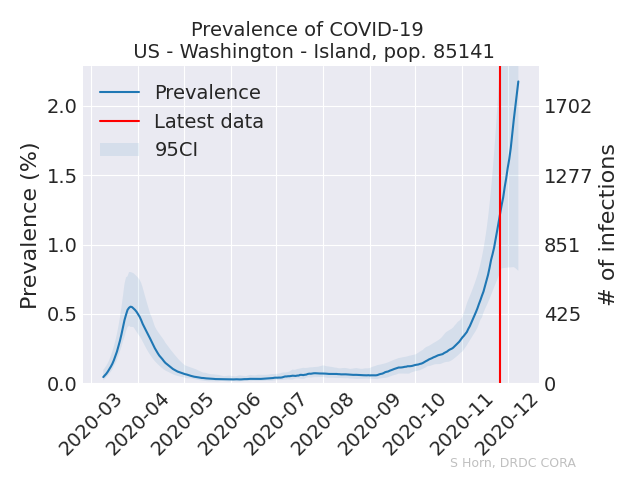 Prevalence of COVID-19
US - Washington - Island, pop. 85141
Prevalence
Latest data
95CI
Prevalence (%)
2.0
1.5
1.0
0.5
0.0
1702
1277
851
425
0
# of infections
2020-03
2020-04
2020-05
2020-06
2020-07
2020-08
2020-09
2020-10
2020-11
2020-12
S Horn, DRDC CORA